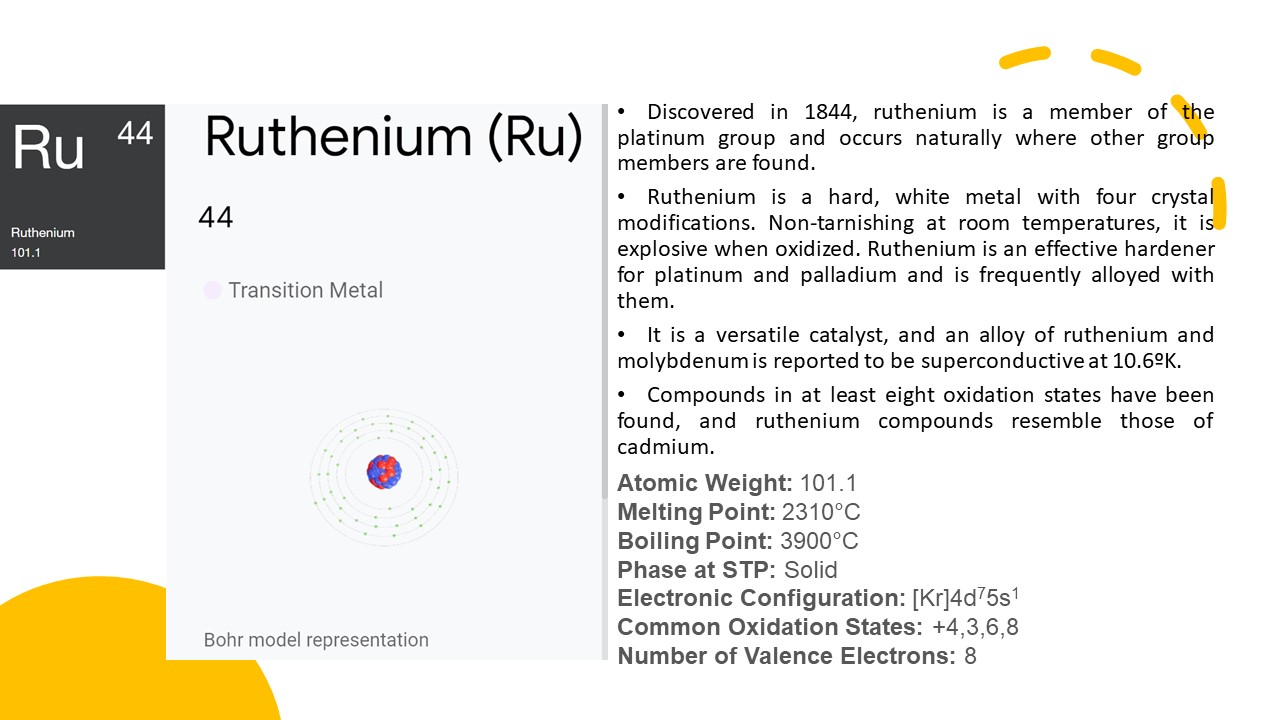 Ru 44
Ruthenium
101.1
Ruthenium (Ru)
44
Transition Metal
Bohr model representation
• Discovered in 1844, ruthenium is a member of the
platinum group and occurs naturally where other group
members are found.
• Ruthenium is a hard, white metal with four crystal
modifications. Non-tarnishing at room temperatures, it is
explosive when oxidized. Ruthenium is an effective hardener
for platinum and palladium and is frequently alloyed with
them.
• It is a versatile catalyst, and an alloy of ruthenium and
molybdenum is reported to be superconductive at 10.6ºK.
• Compounds in at least eight oxidation states have been
found, and ruthenium compounds resemble those of
cadmium.
Atomic Weight: 101.1
Melting Point: 2310°C
Boiling Point: 3900°C
Phase at STP: Solid
Electronic Configuration: [Kr]4d⁷5s¹
Common Oxidation States: +4,3,6,8
Number of Valence Electrons: 8